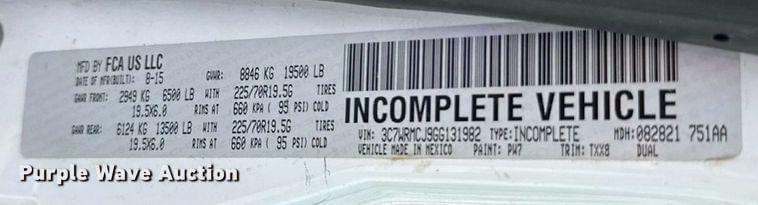 MFD BY FCA US LLC
DATE OF MFR(BUILT): 8-15 GVWR: 8846 KG 19500 LB
GAWR FRONT: 2949 KG 6500 LB WITH 225/70R19.5G TIRES
19.5X6.0 RIMS AT 660 KPA ( 95 PSI) COLD
GAWR REAR: 6124 KG 13500 LB WITH 225/70R19.5G TIRES
19.5X6.0 RIMS AT 660 KPA ( 95 PSI) COLD
INCOMPLETE VEHICLE
VIN: 3C7WRMCJ9GG131982 TYPE: INCOMPLETE MDH: 082821 751AA
VEHICLE MADE IN MEXICO PAINT: PW7 TRIM: TXX8 DUAL
Purple Wave Auction